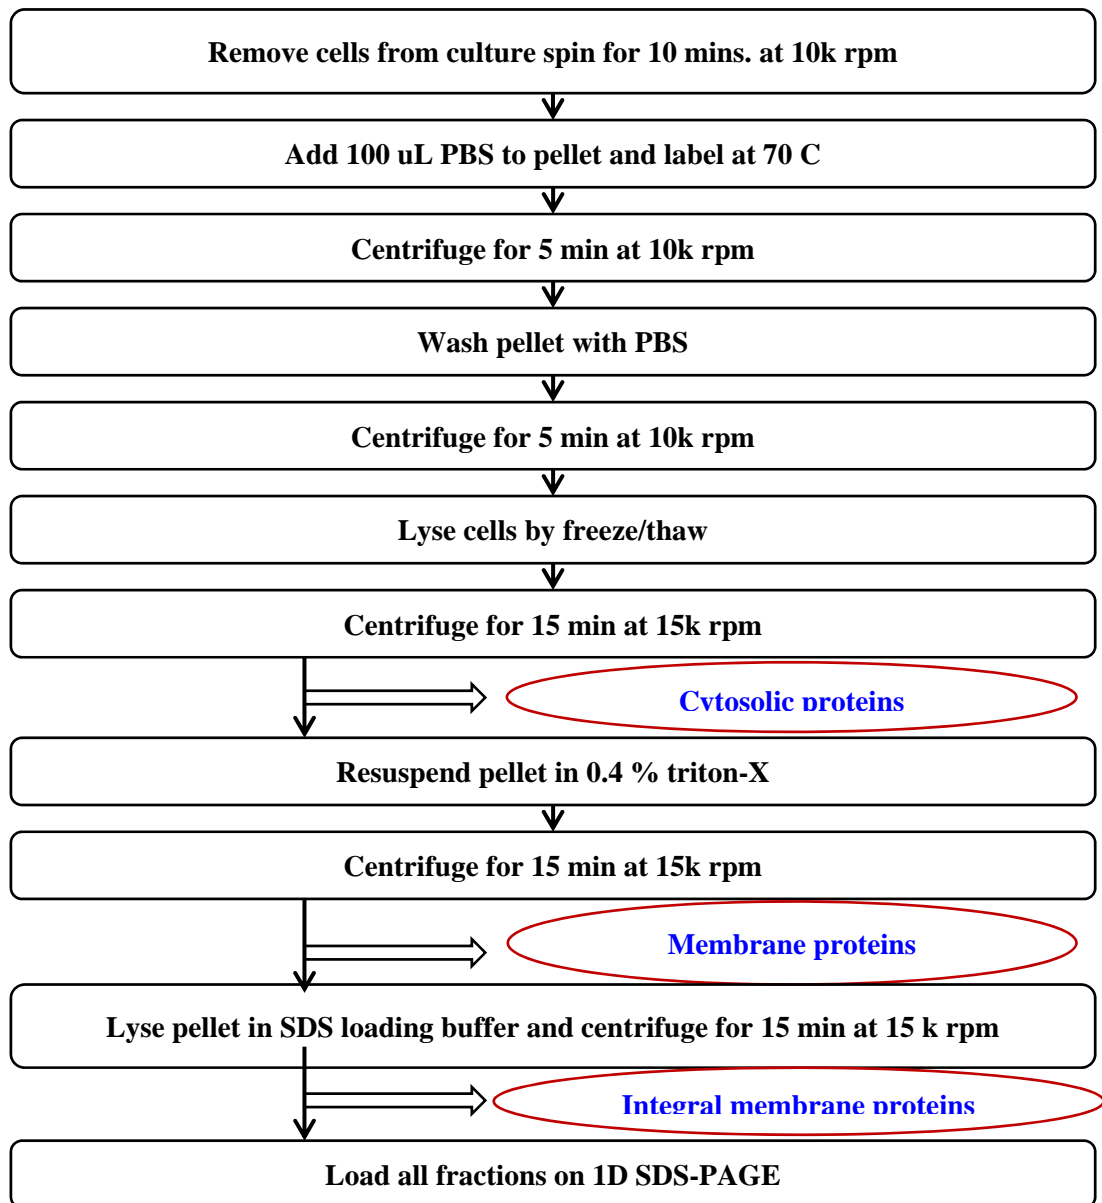 Remove cells from culture spin for 10 mins. at 10k rpm
Add 100 uL PBS to pellet and label at 70 C
Centrifuge for 5 min at 10k rpm
Wash pellet with PBS
Centrifuge for 5 min at 10k rpm
Lyse cells by freeze/thaw
Centrifuge for 15 min at 15k rpm
Cytosolic proteins
Resuspend pellet in 0.4 % triton-X
Centrifuge for 15 min at 15k rpm
Membrane proteins
Lyse pellet in SDS loading buffer and centrifuge for 15 min at 15 k rpm
Integral membrane proteins
Load all fractions on 1D SDS-PAGE